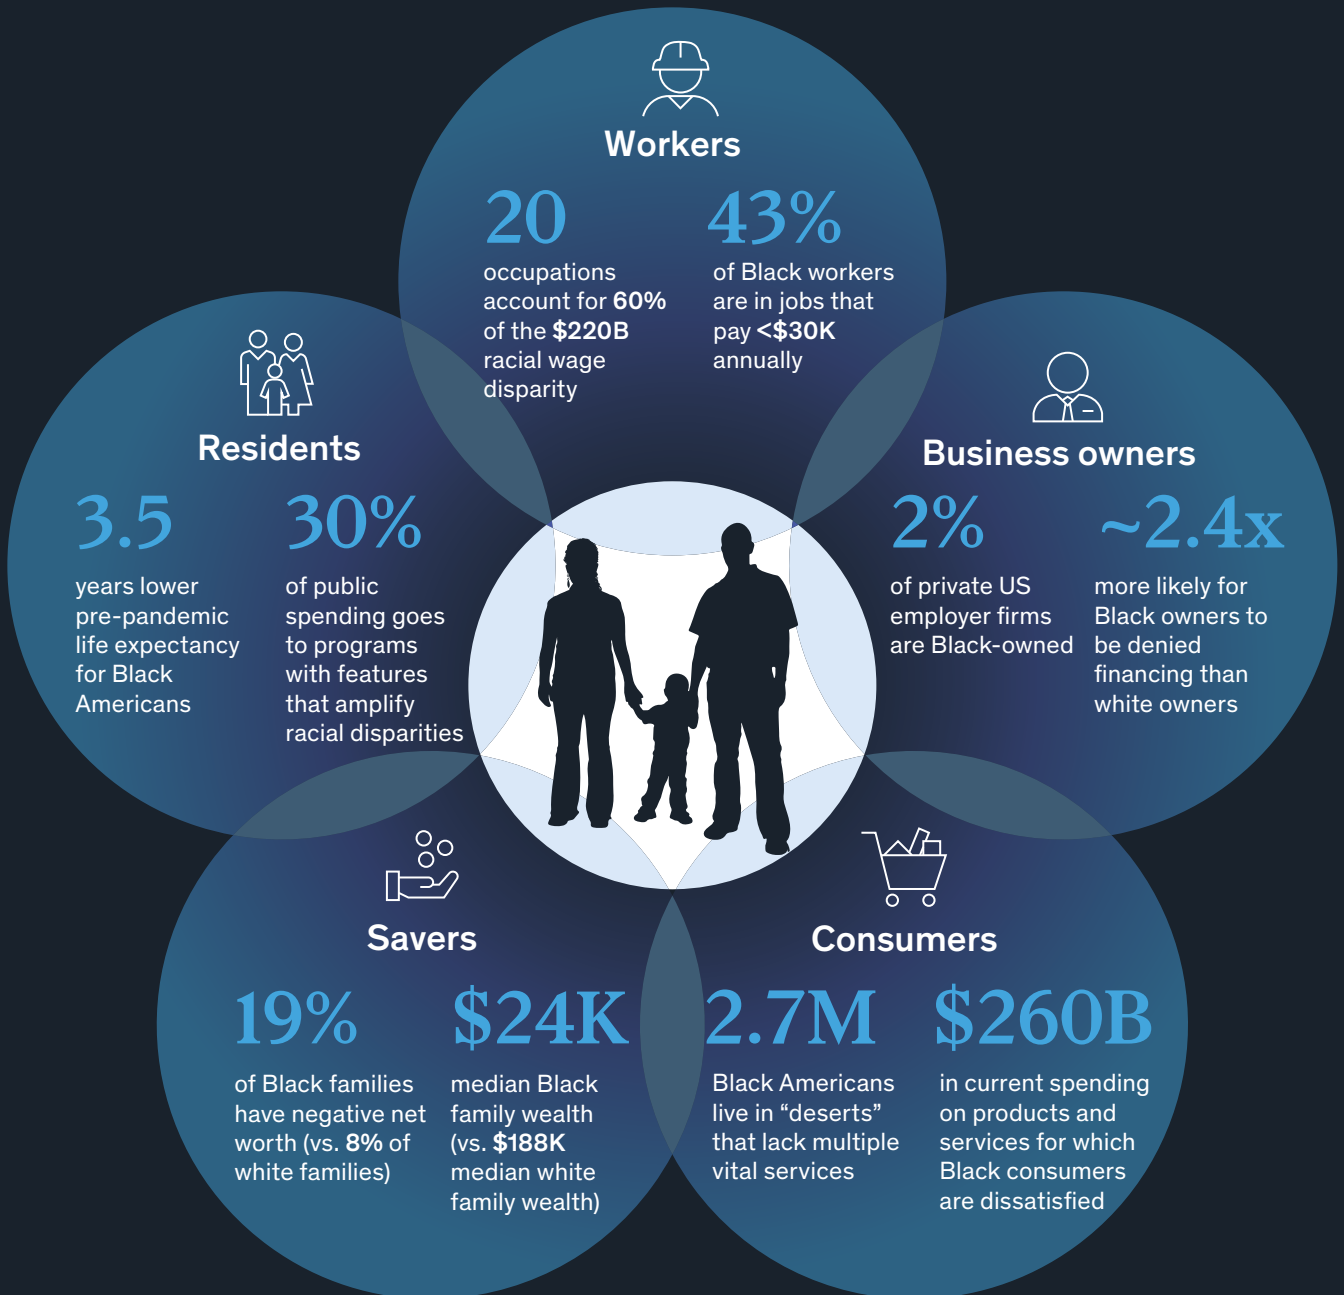 Workers
20
occupations
account for 60%
of the $220B
racial wage
disparity
43%
of Black workers
are in jobs that
pay <$30K
annually
Residents
3.5
years lower
pre-pandemic
life expectancy
for Black
Americans
30%
of public
spending goes
to programs
with features
that amplify
racial disparities
Business owners
2%
of private US
employer firms
are Black-owned
~2.4x
more likely for
Black owners to
be denied
financing than
white owners
Savers
19%
of Black families
have negative net
worth (vs. 8% of
white families)
$24K
median Black
family wealth
(vs. $188K
median white
family wealth)
Consumers
2.7M
Black Americans
live in “deserts”
that lack multiple
vital services
$260B
in current spending
on products and
services for which
Black consumers
are dissatisfied